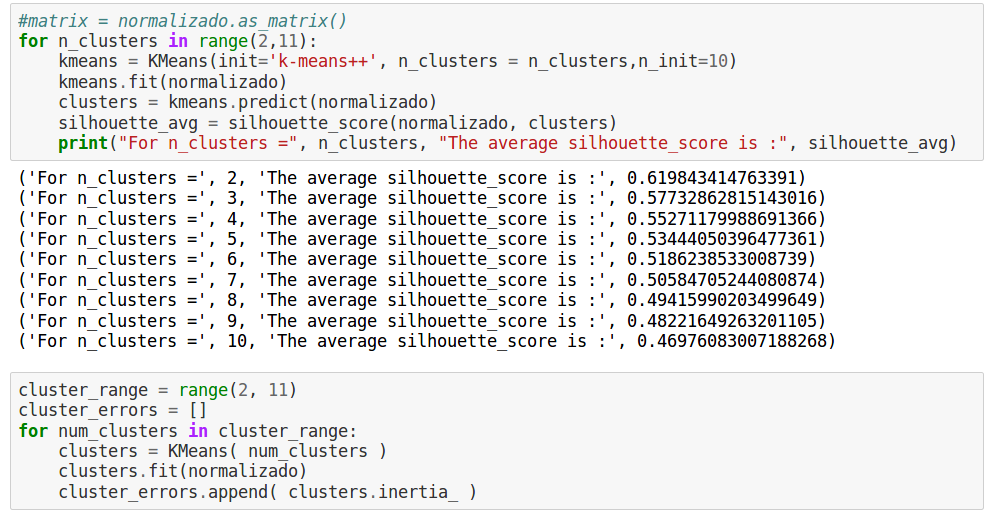 #matrix = normalizado.as_matrix()
for n_clusters in range(2,11):
    kmeans = KMeans(init='k-means++', n_clusters = n_clusters,n_init=10)
    kmeans.fit(normalizado)
    clusters = kmeans.predict(normalizado)
    silhouette_avg = silhouette_score(normalizado, clusters)
    print("For n_clusters =", n_clusters, "The average silhouette_score is :", silhouette_avg)
('For n_clusters =', 2, 'The average silhouette_score is :', 0.619843414763391)
('For n_clusters =', 3, 'The average silhouette_score is :', 0.57732862815143016)
('For n_clusters =', 4, 'The average silhouette_score is :', 0.55271179988691366)
('For n_clusters =', 5, 'The average silhouette_score is :', 0.53444050396477361)
('For n_clusters =', 6, 'The average silhouette_score is :', 0.5186238533008739)
('For n_clusters =', 7, 'The average silhouette_score is :', 0.50584705244080874)
('For n_clusters =', 8, 'The average silhouette_score is :', 0.49415990203499649)
('For n_clusters =', 9, 'The average silhouette_score is :', 0.48221649263201105)
('For n_clusters =', 10, 'The average silhouette_score is :', 0.46976083007188268)
cluster_range = range(2, 11)
cluster_errors = []
for num_clusters in cluster_range:
    clusters = KMeans( num_clusters )
    clusters.fit(normalizado)
    cluster_errors.append( clusters.inertia_ )